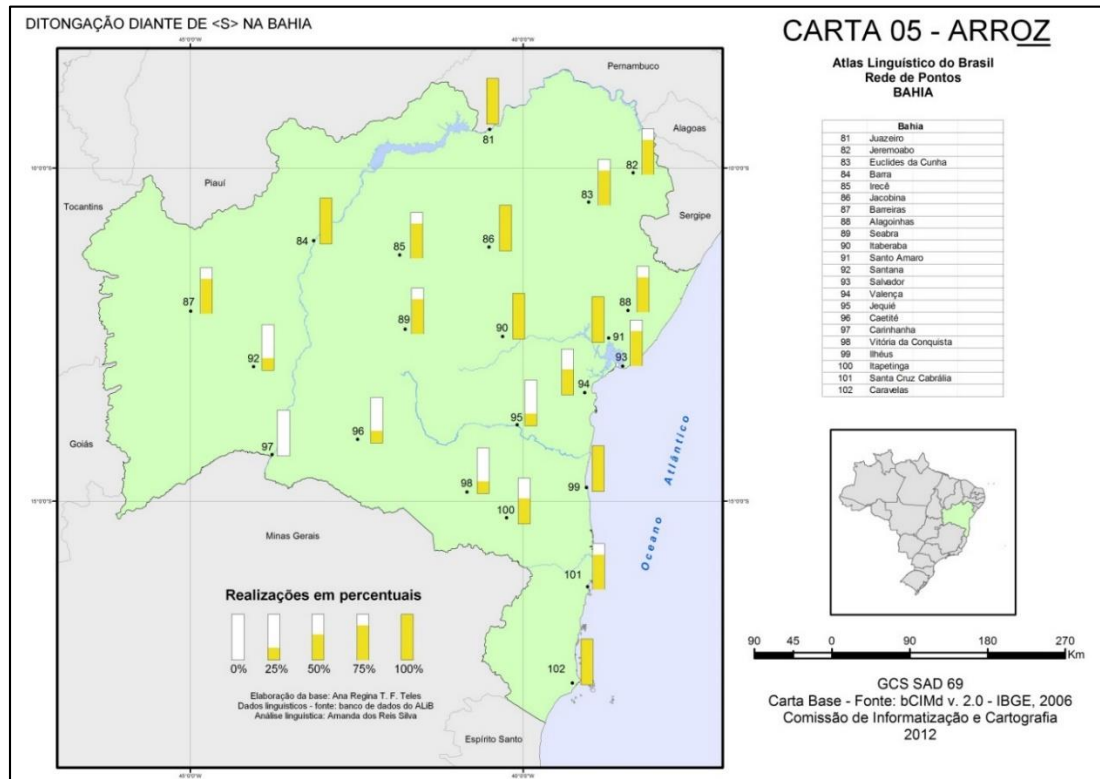 DITONGAÇÃO DIANTE DE <S> NA BAHIA
CARTA 05 - ARROZ
Atlas Linguístico do Brasil
Rede de Pontos
BAHIA
Bahia
81 Juazeiro
82 Jeremoabo
83 Euclides da Cunha
84 Barra
85 Irecê
86 Jacobina
87 Barreiras
88 Alagoinhas
89 Seabra
90 Itaberaba
91 Santo Amaro
92 Santana
93 Salvador
94 Valença
95 Jequié
96 Caetité
97 Carinhanha
98 Vitória da Conquista
99 Ilhéus
100 Itapetinga
101 Santa Cruz Cabrália
102 Caravelas
Pernambuco
Alagoas
Piauí
Tocantins
Sergipe
Goiás
Minas Gerais
Espírito Santo
Oceano Atlântico
81
82
83
84
85
86
87
88
89
90
91
92
93
94
95
96
97
98
99
100
101
102
Realizações em percentuais
0% 25% 50% 75% 100%
Elaboração da base: Ana Regina T. F. Teles
Dados linguísticos - fonte: banco de dados do ALiB
Análise linguística: Amanda dos Reis Silva
90 45 0 90 180 270
Km
GCS SAD 69
Carta Base - Fonte: bCIMd v. 2.0 - IBGE, 2006
Comissão de Informatização e Cartografia
2012